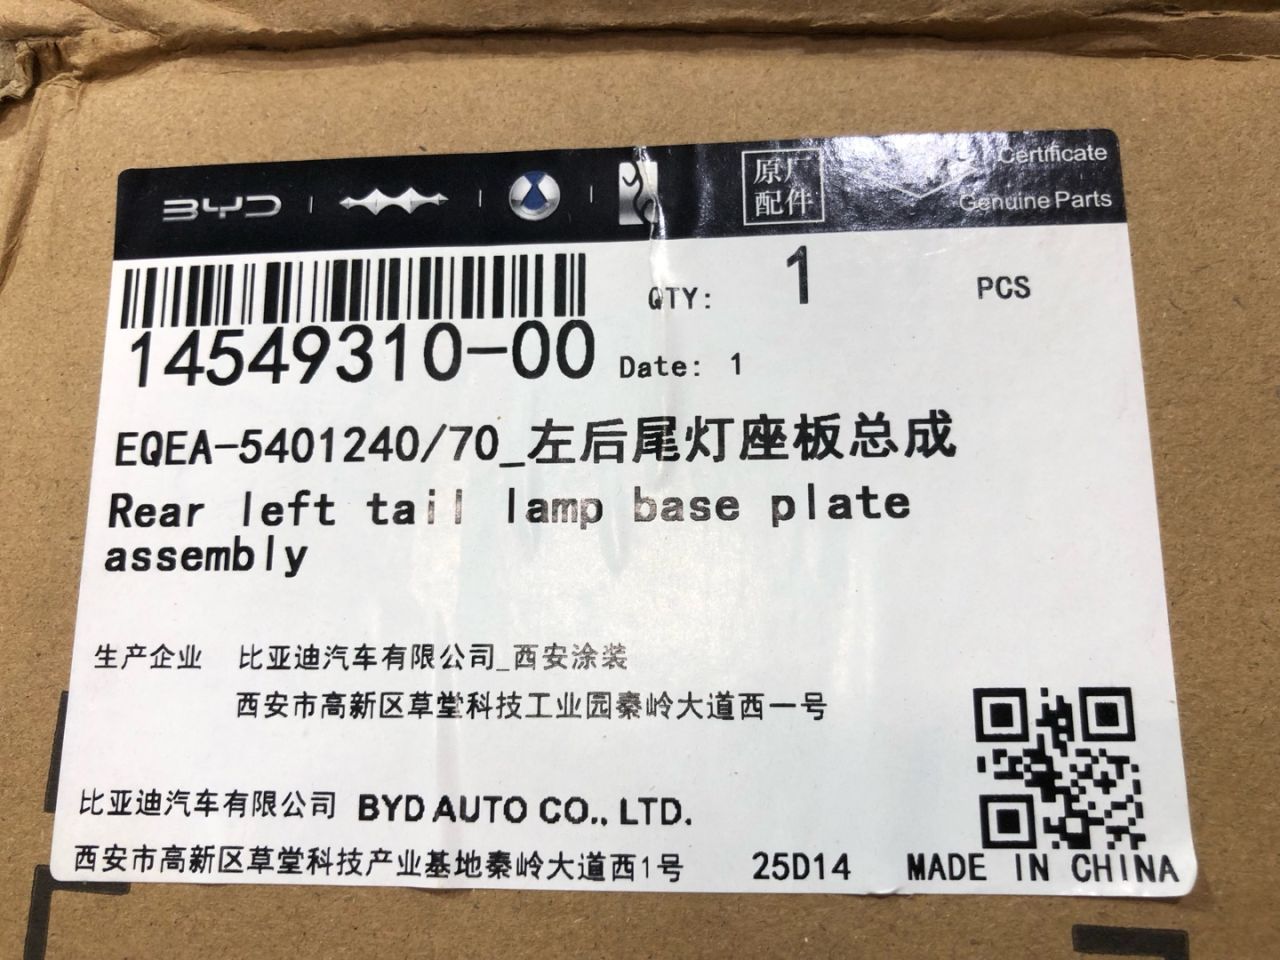 BYD
原厂
配件
Certificate
Genuine Parts
14549310-00
QTY: 1 PCS
Date: 1
EQEA-5401240/70_左后尾灯座板总成
Rear left tail lamp base plate
assembly
生产企业 比亚迪汽车有限公司_西安涂装
西安市高新区草堂科技工业园秦岭大道西一号
比亚迪汽车有限公司 BYD AUTO CO., LTD.
西安市高新区草堂科技产业基地秦岭大道西1号 25D14 MADE IN CHINA